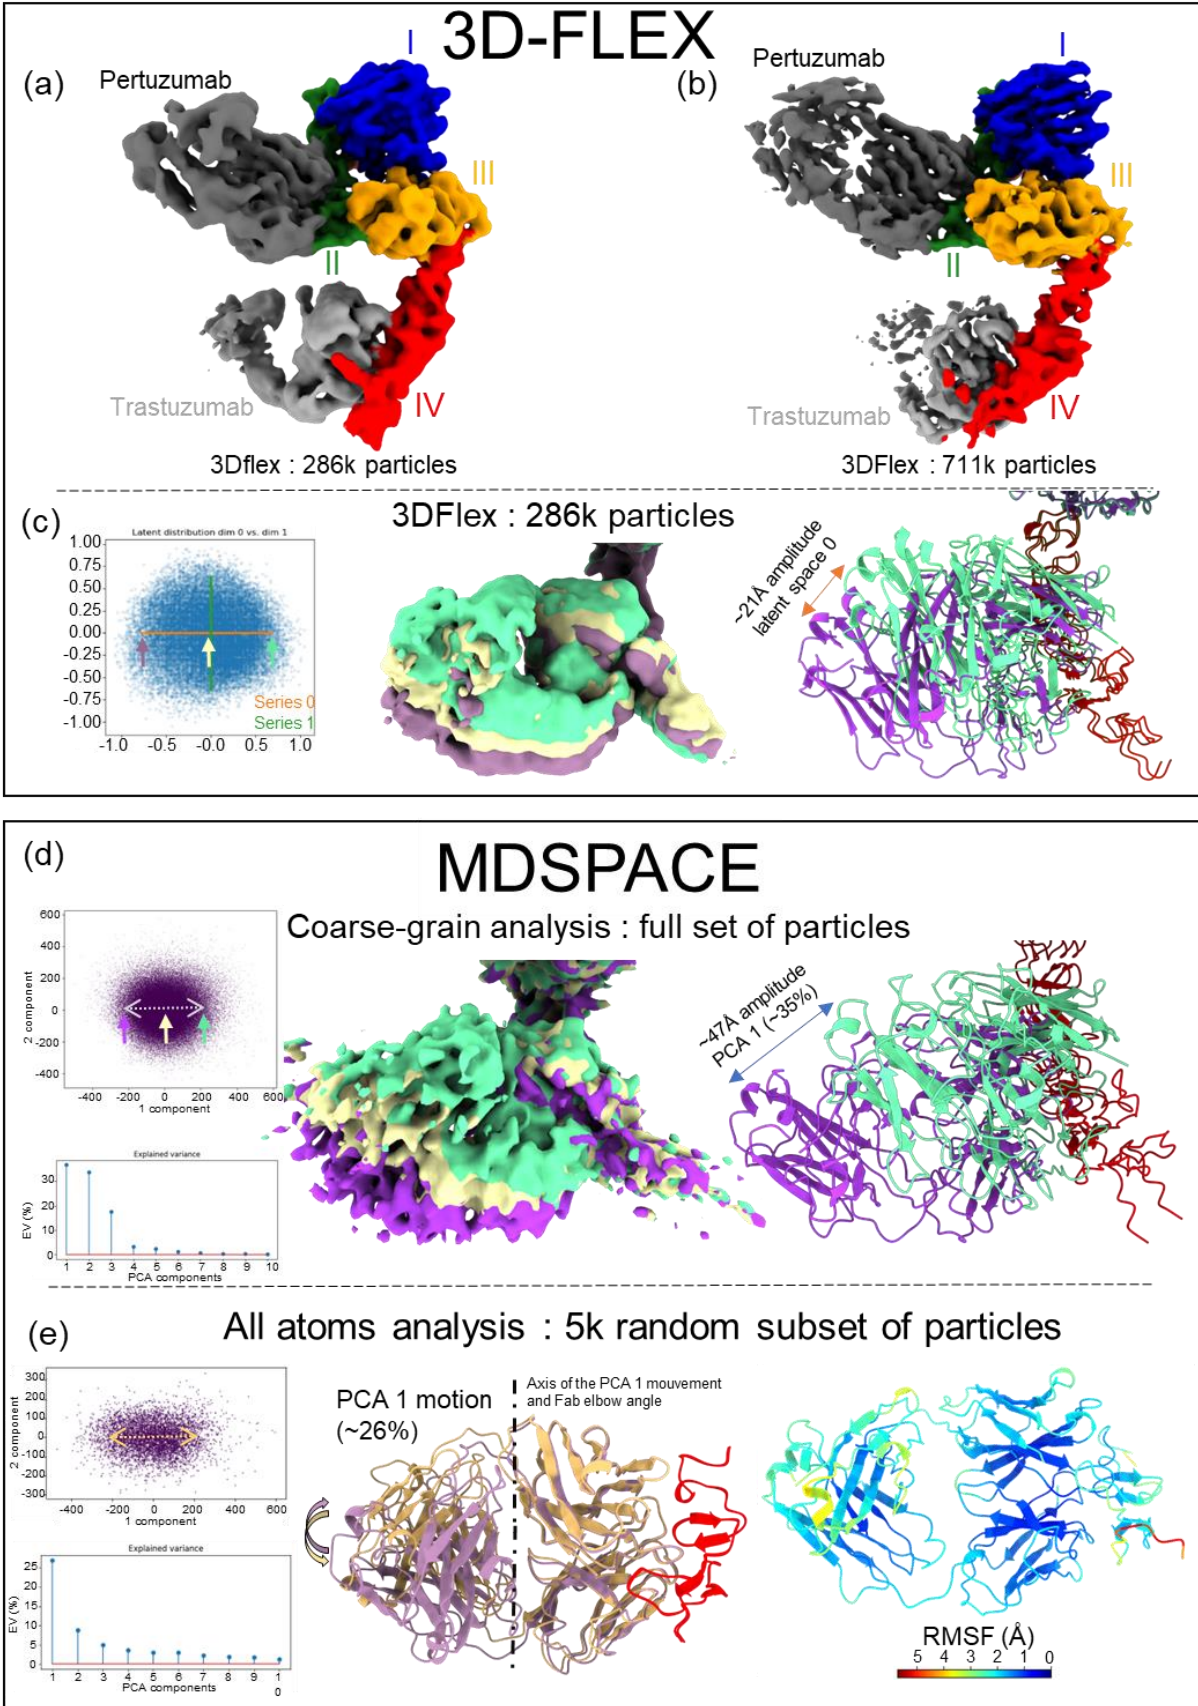 3D-FLEX
(a)
Pertuzumab
I
III
II
Trastuzumab
IV
3Dflex : 286k particles
(b)
Pertuzumab
I
III
II
Trastuzumab
IV
3DFlex : 711k particles
(c)
3DFlex : 286k particles
Latent distribution dim 0 vs. dim 1
1.00
0.75
0.50
0.25
0.00
-0.25
-0.50
-0.75
-1.00
Series 0
Series 1
-1.0 -0.5 -0.0 0.5 1.0
~21Å amplitude
latent space 0
(d)
MDSPACE
Coarse-grain analysis : full set of particles
2 component
600
400
200
0
-200
-400
-400 -200 0 200 400 600
1 component
Explained variance
EV (%)
30
20
10
0
1 2 3 4 5 6 7 8 9 10
PCA components
~47Å amplitude
PCA 1 (~35%)
(e)
All atoms analysis : 5k random subset of particles
2 component
300
200
100
0
-100
-200
-300
-400 -200 0 200 400 600
1 component
Explained variance
EV (%)
25
20
15
10
5
0
1 2 3 4 5 6 7 8 9 1
0
PCA components
PCA 1 motion
(~26%)
Axis of the PCA 1 mouvement
and Fab elbow angle
RMSF (Å)
5 4 3 2 1 0